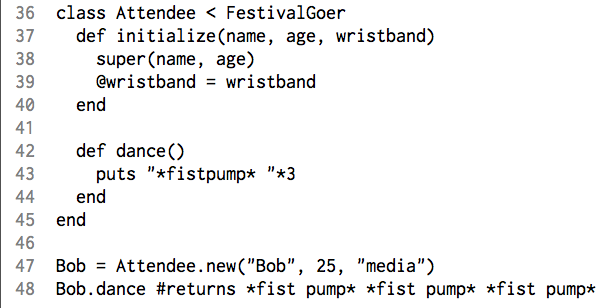 36 class Attendee < FestivalGoer
37   def initialize(name, age, wristband)
38     super(name, age)
39     @wristband = wristband
40   end
41
42   def dance()
43     puts "*fistpump* "*3
44   end
45 end
46
47 Bob = Attendee.new("Bob", 25, "media")
48 Bob.dance #returns *fist pump* *fist pump* *fist pump*